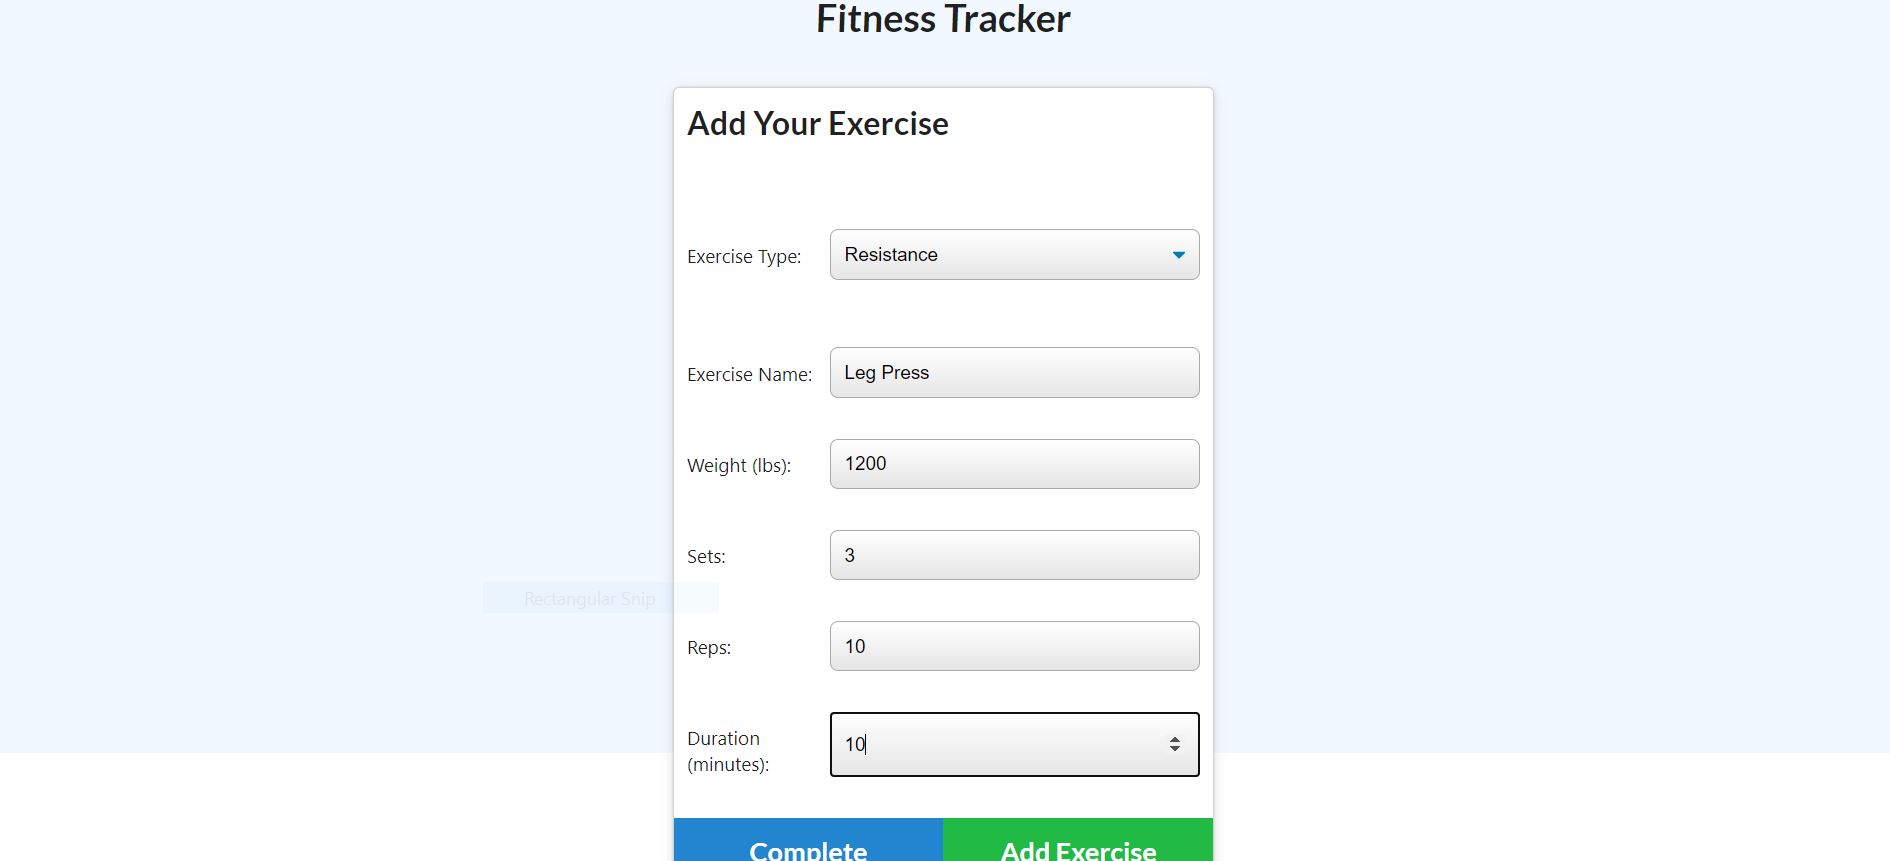 Fitness Tracker
Add Your Exercise
Exercise Type: Resistance
Exercise Name: Leg Press
Weight (lbs): 1200
Sets: 3
Rectangular Snip
Reps: 10
Duration
(minutes): 10
Complete Add Exercise